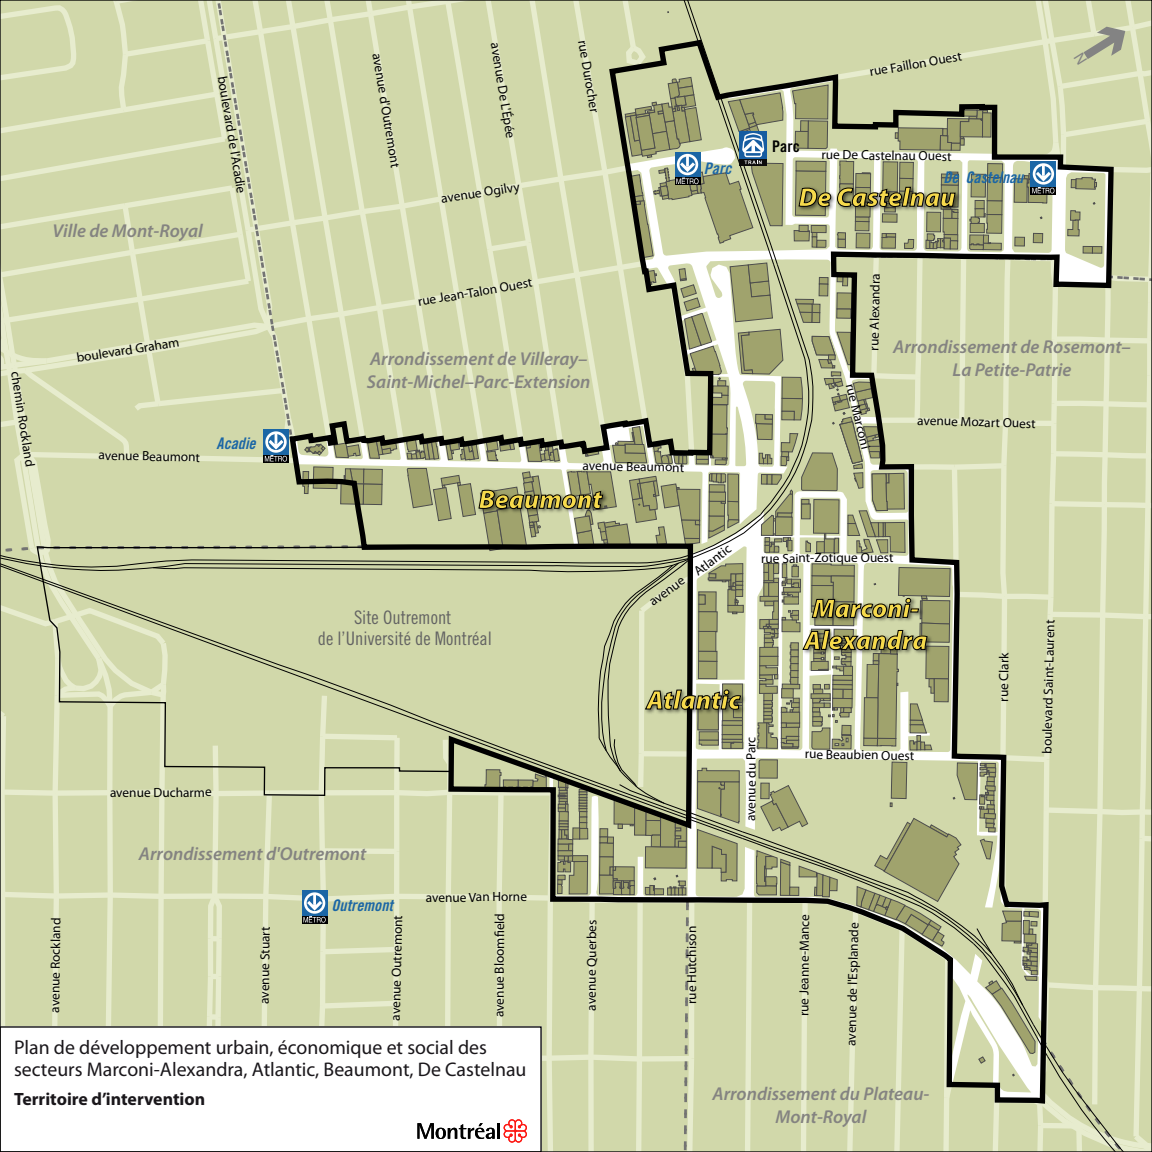 N
rue Faillon Ouest
rue Durocher
avenue De L'Épée
avenue d'Outremont
boulevard de l'Acadie
Parc
TRAIN
Parc
MÉTRO
rue De Castelnau Ouest
De Castelnau
MÉTRO
De Castelnau
avenue Ogilvy
Ville de Mont-Royal
rue Jean-Talon Ouest
rue Alexandra
boulevard Graham
Arrondissement de Villeray–
Saint-Michel–Parc-Extension
Arrondissement de Rosemont–
La Petite-Patrie
chemin Rockland
rue Marconi
avenue Mozart Ouest
Acadie
MÉTRO
avenue Beaumont
avenue Beaumont
Beaumont
avenue Atlantic
rue Saint-Zotique Ouest
Site Outremont
de l'Université de Montréal
Marconi-
Alexandra
rue Clark
boulevard Saint-Laurent
Atlantic
avenue du Parc
rue Beaubien Ouest
avenue Ducharme
Arrondissement d'Outremont
avenue Van Horne
Outremont
MÉTRO
avenue Rockland
avenue Stuart
avenue Outremont
avenue Bloomfield
avenue Querbes
rue Hutchison
rue Jeanne-Mance
avenue de l'Esplanade
Arrondissement du Plateau-
Mont-Royal
Plan de développement urbain, économique et social des
secteurs Marconi-Alexandra, Atlantic, Beaumont, De Castelnau
Territoire d'intervention
Montréal